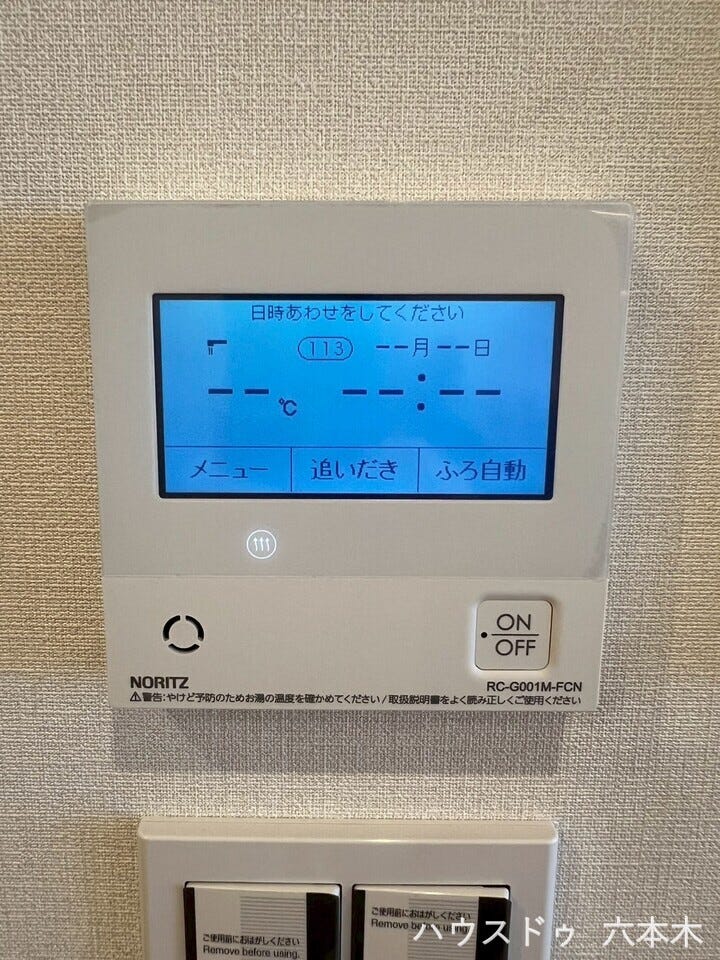 日時あわせをしてください
113 --月--日
--℃ --:--
メニュー 追いだき ふろ自動
ON
OFF
NORITZ RC-G001M-FCN
⚠警告:やけど予防のためお湯の温度を確かめてください/取扱説明書をよく読み正しくご使用ください
ご使用前におはがしください
Remove before using.
ご使用前におはがしください
Remove before using.
ハウスドゥ 六本木